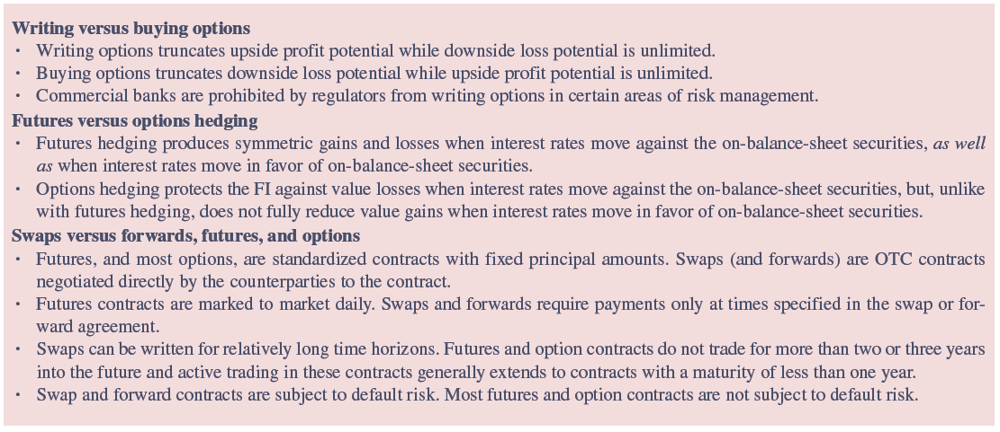 Writing versus buying options
• Writing options truncates upside profit potential while downside loss potential is unlimited.
• Buying options truncates downside loss potential while upside profit potential is unlimited.
• Commercial banks are prohibited by regulators from writing options in certain areas of risk management.
Futures versus options hedging
• Futures hedging produces symmetric gains and losses when interest rates move against the on-balance-sheet securities, as well
as when interest rates move in favor of on-balance-sheet securities.
• Options hedging protects the FI against value losses when interest rates move against the on-balance-sheet securities, but, unlike
with futures hedging, does not fully reduce value gains when interest rates move in favor of on-balance-sheet securities.
Swaps versus forwards, futures, and options
• Futures, and most options, are standardized contracts with fixed principal amounts. Swaps (and forwards) are OTC contracts
negotiated directly by the counterparties to the contract.
• Futures contracts are marked to market daily. Swaps and forwards require payments only at times specified in the swap or for-
ward agreement.
• Swaps can be written for relatively long time horizons. Futures and option contracts do not trade for more than two or three years
into the future and active trading in these contracts generally extends to contracts with a maturity of less than one year.
• Swap and forward contracts are subject to default risk. Most futures and option contracts are not subject to default risk.